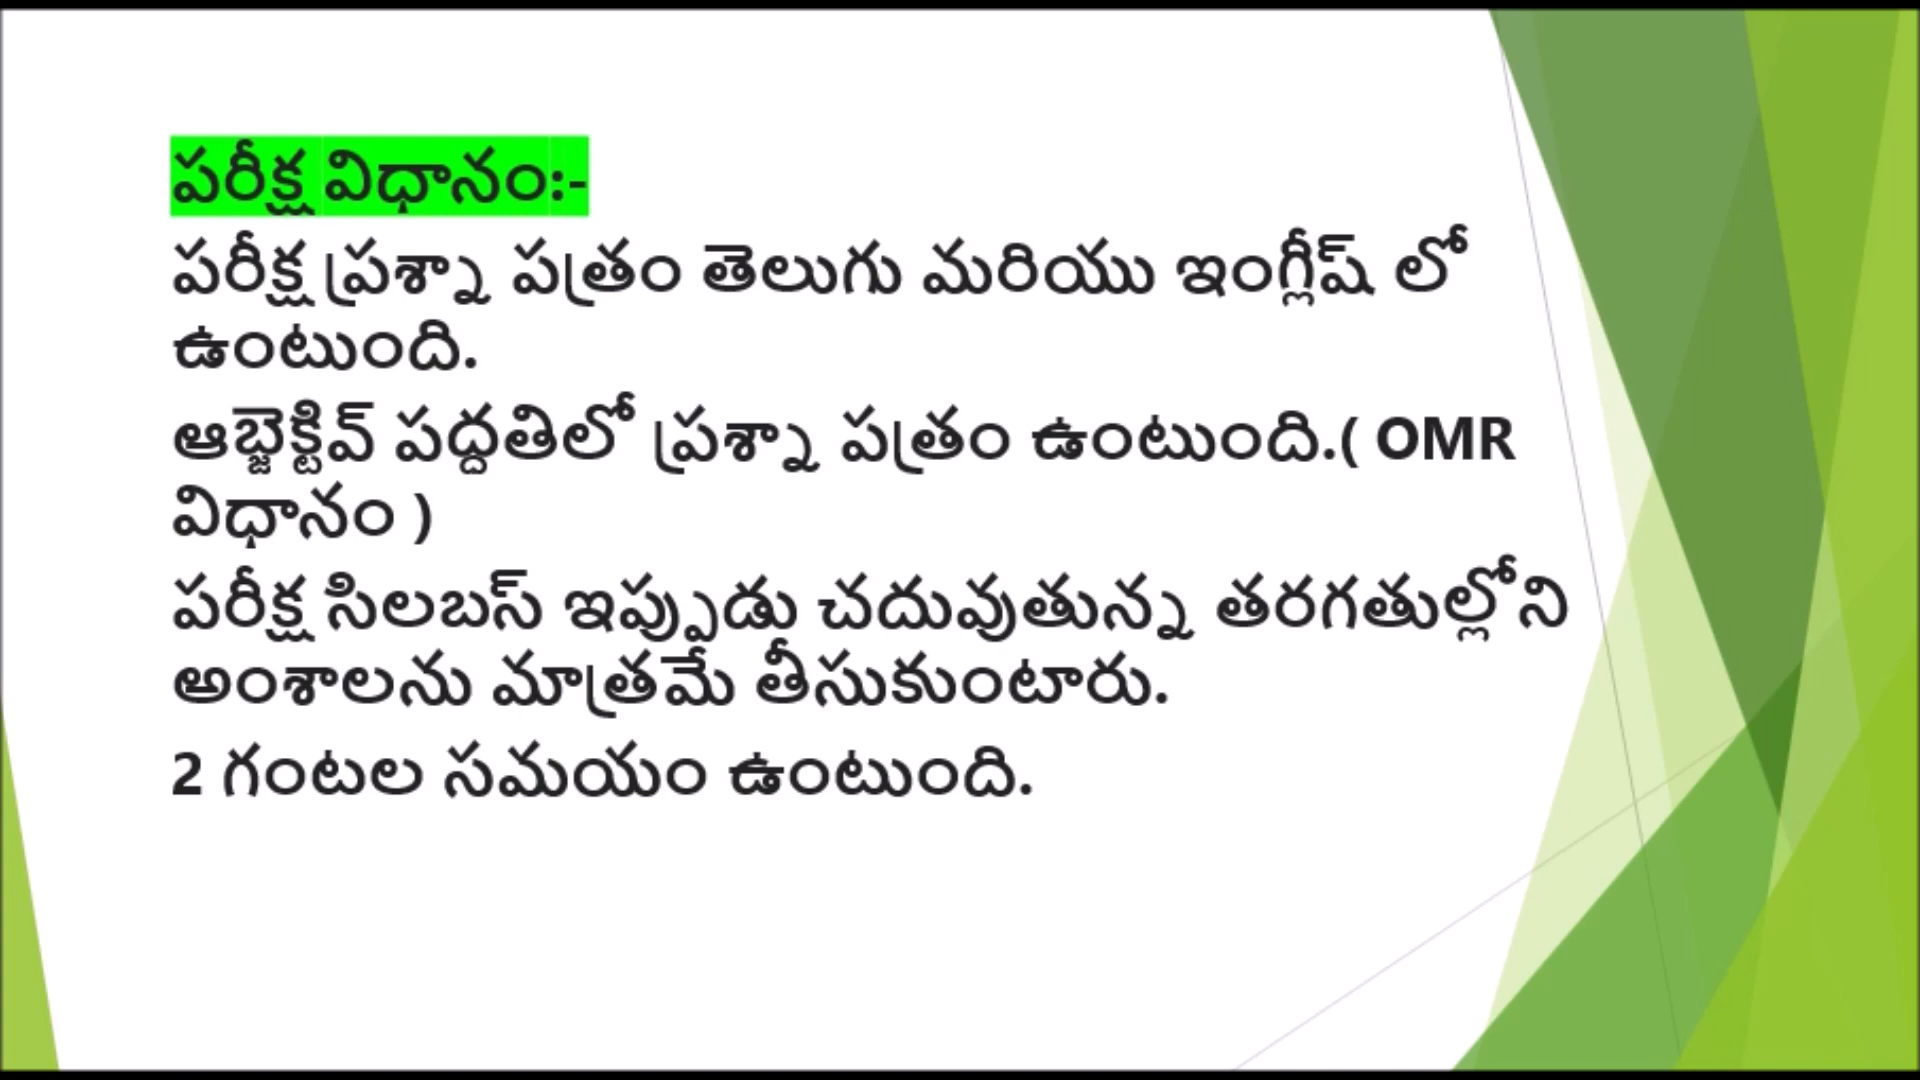 పరీక్ష విధానం:-
పరీక్ష ప్రశ్నా పత్రం తెలుగు మరియు ఇంగ్లీష్ లో
ఉంటుంది.
ఆబ్జెక్టివ్ పద్దతిలో ప్రశ్నా పత్రం ఉంటుంది.( OMR
విధానం )
పరీక్ష సిలబస్ ఇప్పుడు చదువుతున్న తరగతుల్లోని
అంశాలను మాత్రమే తీసుకుంటారు.
2 గంటల సమయం ఉంటుంది.